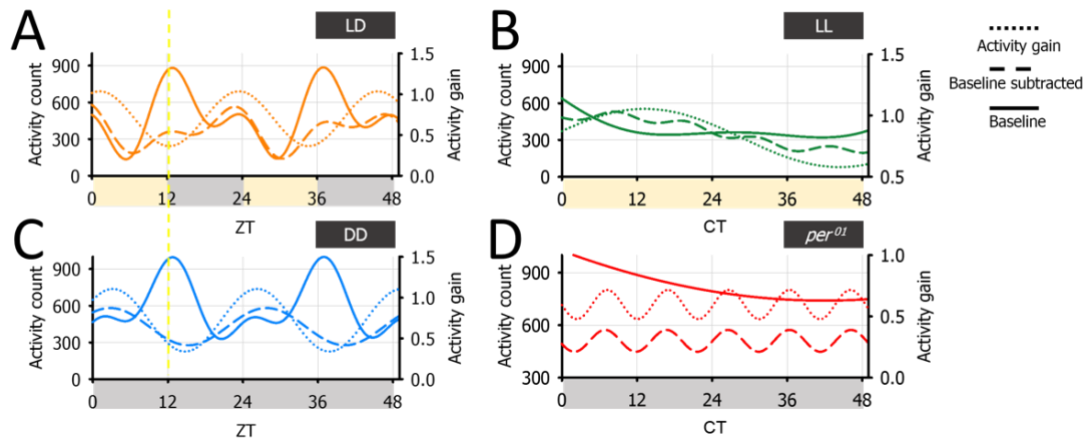 A
LD
B
LL
Activity count
900
600
300
0
1.5
1.0
0.5
0.0
Activity gain
0 12 24 36 48
ZT
Activity count
900
600
300
0
1.5
1.0
0.5
Activity gain
0 12 24 36 48
CT
Activity gain
Baseline subtracted
Baseline
C
DD
D
per01
Activity count
900
600
300
0
1.5
1.0
0.5
0.0
Activity gain
0 12 24 36 48
ZT
Activity count
900
600
300
1.0
0.5
0.0
Activity gain
0 12 24 36 48
CT